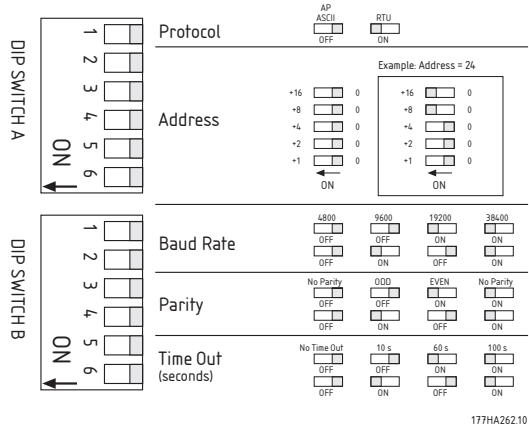 DIP SWITCH A
1
2
3
4
5
6
ON
Protocol
AP
ASCII
OFF
RTU
ON
Address
+16 0
+8 0
+4 0
+2 0
+1 0
ON
Example: Address = 24
+16 0
+8 0
+4 0
+2 0
+1 0
ON
DIP SWITCH B
1
2
3
4
5
6
ON
Baud Rate
4800 9600 19200 38400
OFF OFF ON ON
OFF ON OFF ON
Parity
No Parity ODD EVEN No Parity
OFF OFF ON ON
OFF ON OFF ON
Time Out
(seconds)
No Time Out 10 s 60 s 100 s
OFF OFF ON ON
OFF ON OFF ON
177HA262.10